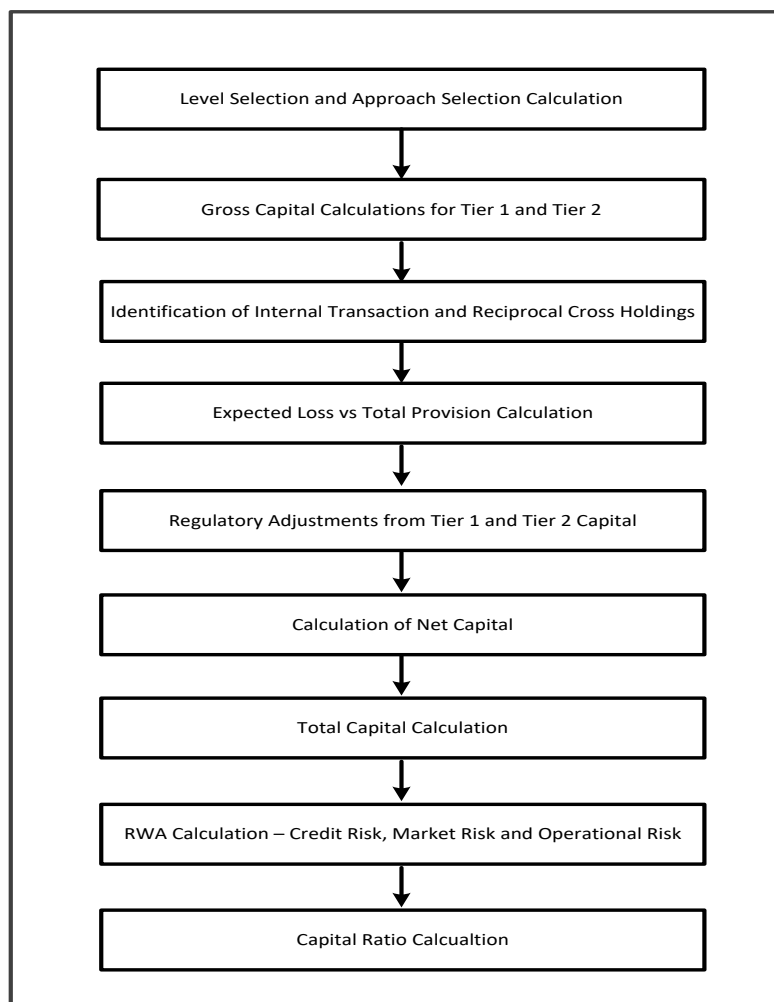 Level Selection and Approach Selection Calculation
Gross Capital Calculations for Tier 1 and Tier 2
Identification of Internal Transaction and Reciprocal Cross Holdings
Expected Loss vs Total Provision Calculation
Regulatory Adjustments from Tier 1 and Tier 2 Capital
Calculation of Net Capital
Total Capital Calculation
RWA Calculation – Credit Risk, Market Risk and Operational Risk
Capital Ratio Calcualtion